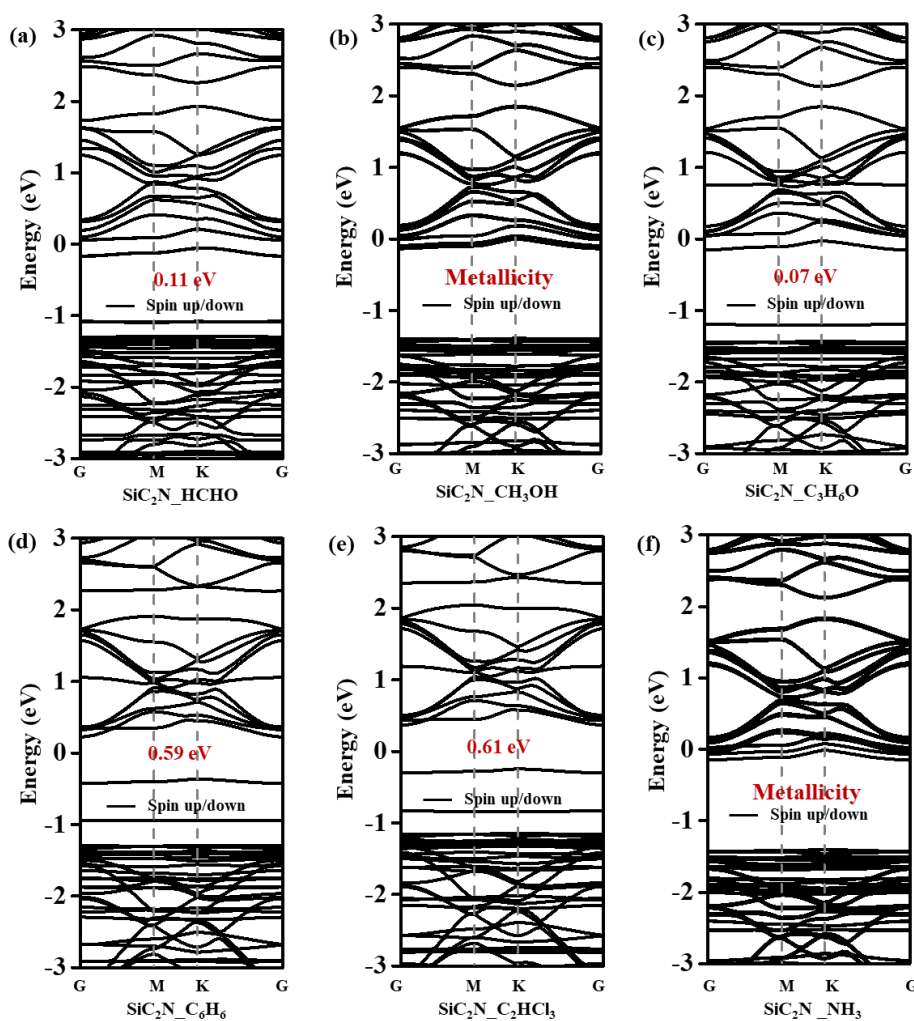 (a)
3
2
1
0
-1
-2
-3
Energy (eV)
0.11 eV
Spin up/down
G M K G
SiC₂N_HCHO
(b)
3
2
1
0
-1
-2
-3
Energy (eV)
Metallicity
Spin up/down
G M K G
SiC₂N_CH₃OH
(c)
3
2
1
0
-1
-2
-3
Energy (eV)
0.07 eV
Spin up/down
G M K G
SiC₂N_C₃H₆O
(d)
3
2
1
0
-1
-2
-3
Energy (eV)
0.59 eV
Spin up/down
G M K G
SiC₂N_C₆H₆
(e)
3
2
1
0
-1
-2
-3
Energy (eV)
0.61 eV
Spin up/down
G M K G
SiC₂N_C₂HCl₃
(f)
3
2
1
0
-1
-2
-3
Energy (eV)
Metallicity
Spin up/down
G M K G
SiC₂N_NH₃